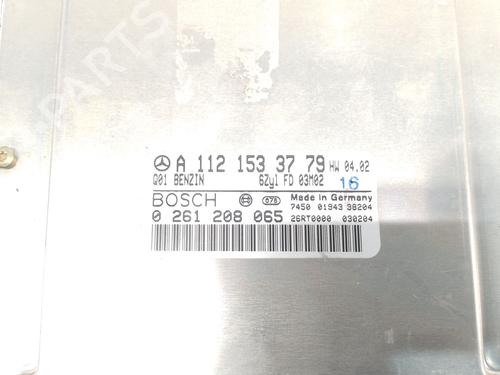 A 112 153 37 79 HW 04.02
Q01 BENZIN 6Zyl FD 03M02 16
BOSCH 078 Made in Germany
7450 01943 38204
0 261 208 065 26RT0000 030204